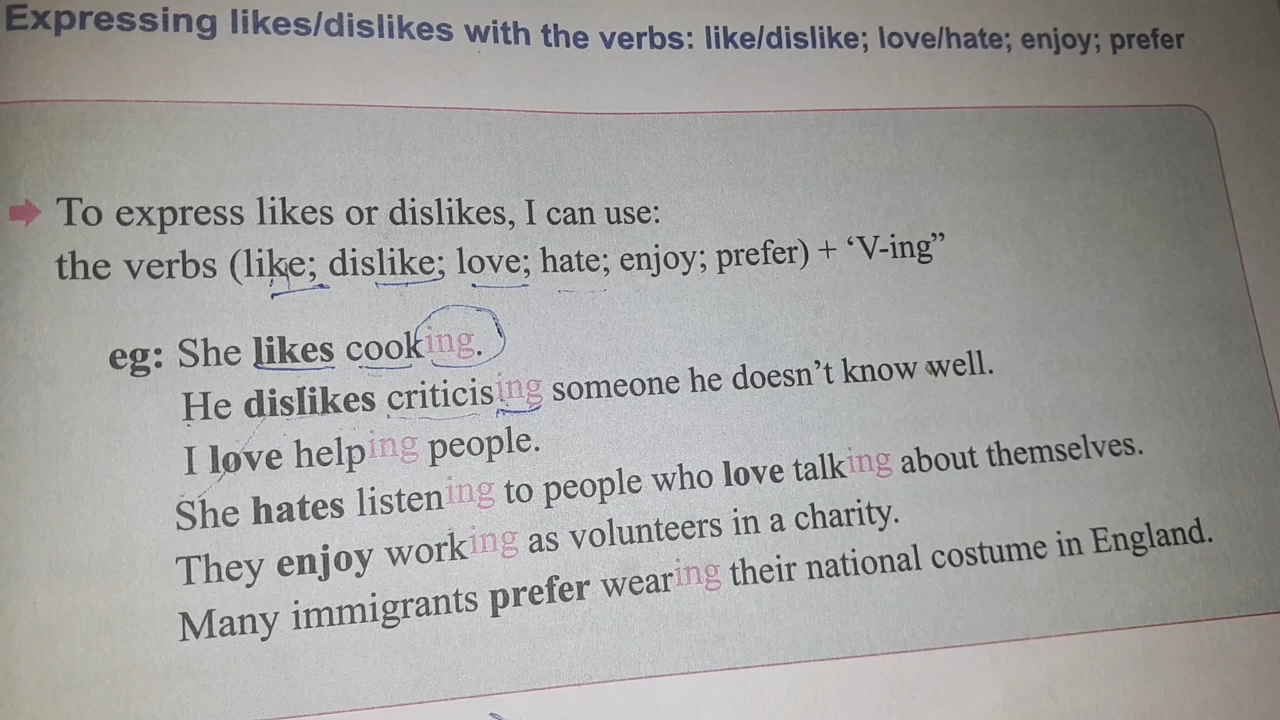 Expressing likes/dislikes with the verbs: like/dislike; love/hate; enjoy; prefer
To express likes or dislikes, I can use:
the verbs (like; dislike; love; hate; enjoy; prefer) + ‘V-ing”
eg: She likes cooking.
He dislikes criticising someone he doesn’t know well.
I love helping people.
She hates listening to people who love talking about themselves.
They enjoy working as volunteers in a charity.
Many immigrants prefer wearing their national costume in England.